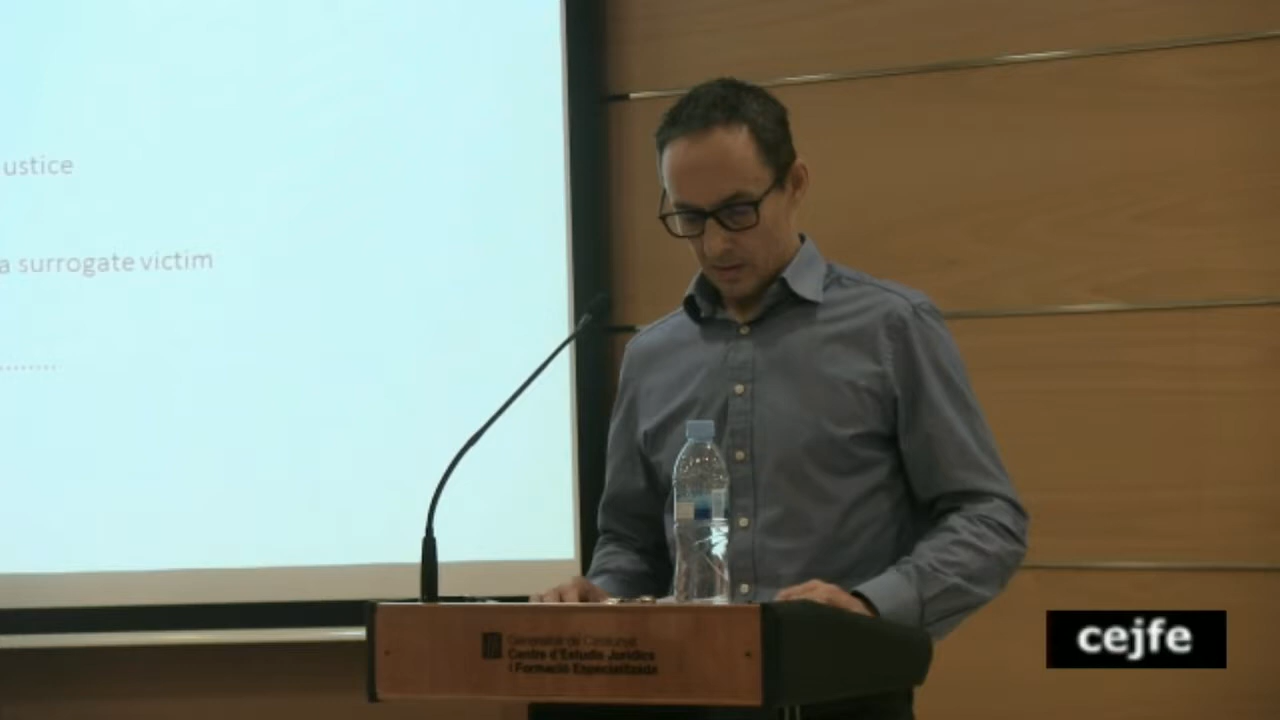 ustice
a surrogate victim
........
Generalitat de Catalunya
Centre d'Estudis Jurídics
i Formació Especialitzada
cejfe